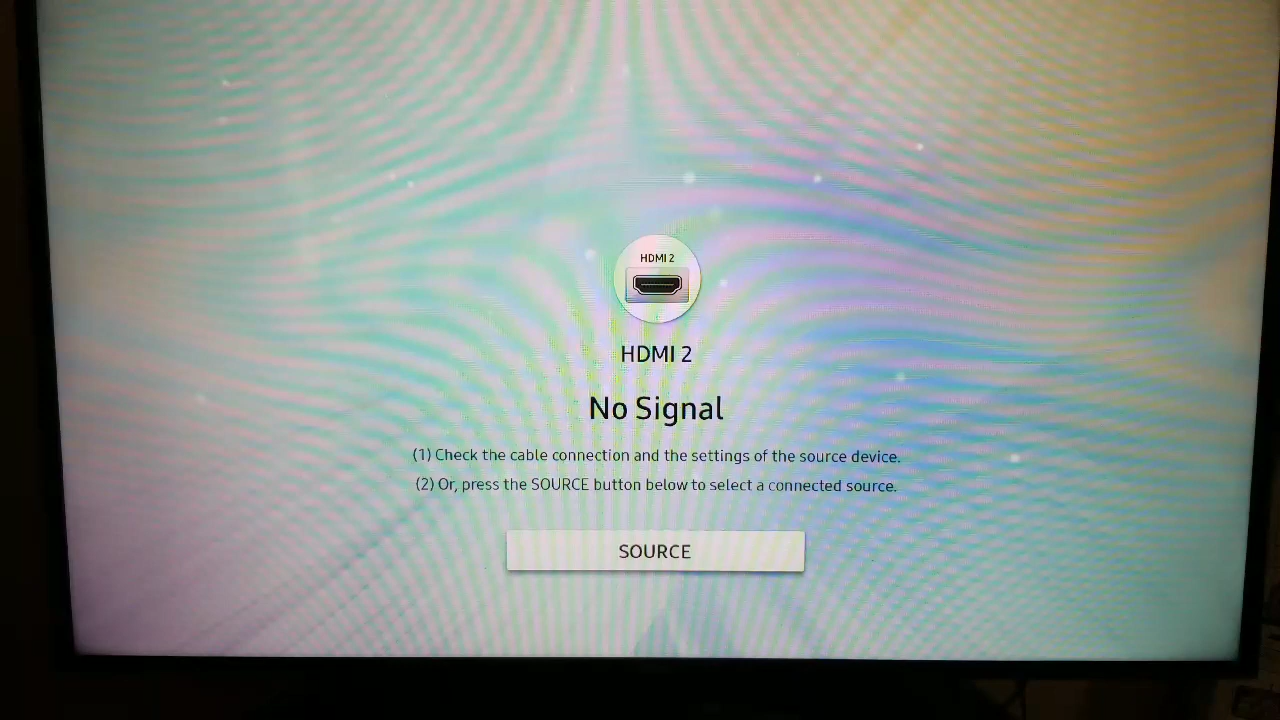 HDMI 2
HDMI 2
No Signal
(1) Check the cable connection and the settings of the source device.
(2) Or, press the SOURCE button below to select a connected source.
SOURCE